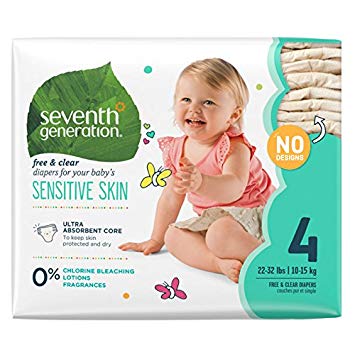 seventh
generation.
free & clear
diapers for your baby's
SENSITIVE SKIN
ULTRA
ABSORBENT CORE
To keep skin
protected and dry
0% CHLORINE BLEACHING
LOTIONS
FRAGRANCES
NO
DESIGNS
4
22-32 lbs | 10-15 kg
FREE & CLEAR DIAPERS
couches pur et simple